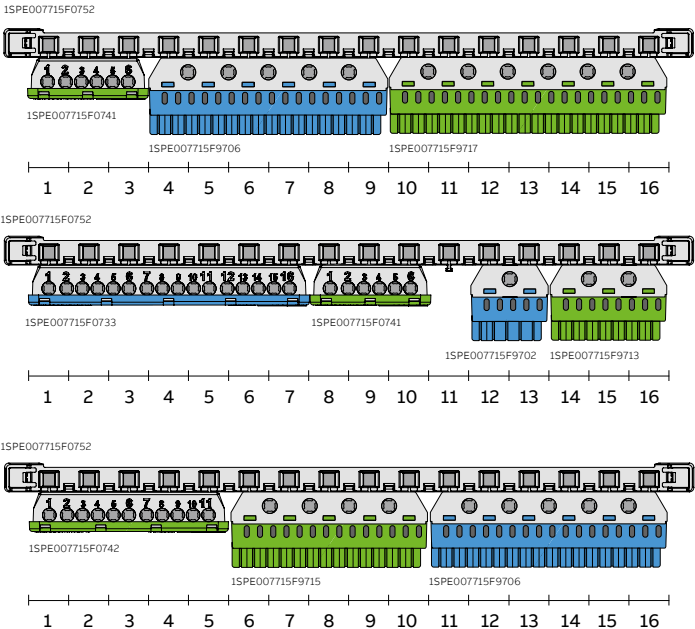 1SPE007715F0752
1 2 3 4 5 6
1SPE007715F0741
1SPE007715F9706
1SPE007715F9717
1 2 3 4 5 6 7 8 9 10 11 12 13 14 15 16
1SPE007715F0752
1 2 3 4 5 6 7 8 9 10 11 12 13 14 15 16
1 2 3 4 5 6
1SPE007715F0733
1SPE007715F0741
1SPE007715F9702
1SPE007715F9713
1 2 3 4 5 6 7 8 9 10 11 12 13 14 15 16
1SPE007715F0752
1 2 3 4 5 6 7 8 9 10 11
1SPE007715F0742
1SPE007715F9715
1SPE007715F9706
1 2 3 4 5 6 7 8 9 10 11 12 13 14 15 16